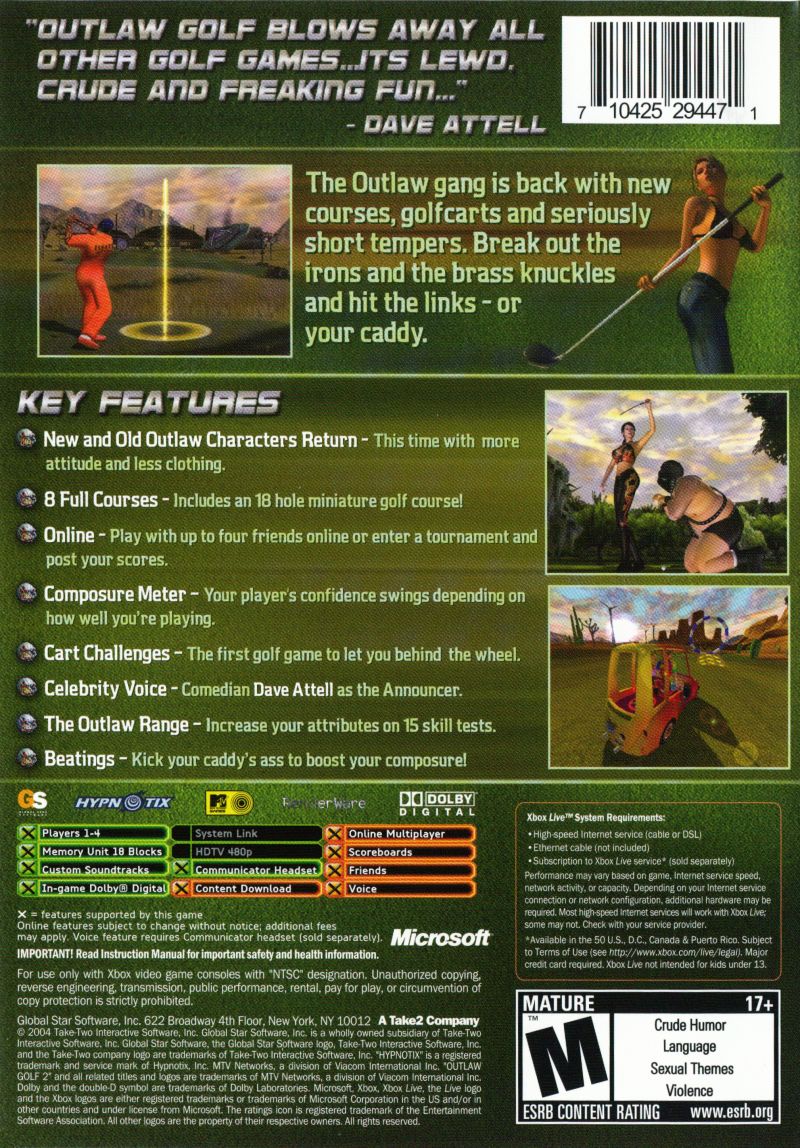 "OUTLAW GOLF BLOWS AWAY ALL
OTHER GOLF GAMES...ITS LEWD,
CRUDE AND FREAKING FUN..."
- DAVE ATTELL
7 10425 29447 1
The Outlaw gang is back with new
courses, golfcarts and seriously
short tempers. Break out the
irons and the brass knuckles
and hit the links - or
your caddy.
KEY FEATURES
New and Old Outlaw Characters Return - This time with more
attitude and less clothing.
8 Full Courses - Includes an 18 hole miniature golf course!
Online - Play with up to four friends online or enter a tournament and
post your scores.
Composure Meter - Your player's confidence swings depending on
how well you're playing.
Cart Challenges - The first golf game to let you behind the wheel.
Celebrity Voice - Comedian Dave Attell as the Announcer.
The Outlaw Range - Increase your attributes on 15 skill tests.
Beatings - Kick your caddy's ass to boost your composure!
GS
HYPNOTIX
RenderWare
DOLBY
DIGITAL
X Players 1-4
X Memory Unit 18 Blocks
X Custom Soundtracks
X In-game Dolby® Digital
System Link
HDTV 480p
X Communicator Headset
X Content Download
X Online Multiplayer
X Scoreboards
X Friends
X Voice
X = features supported by this game
Online features subject to change without notice; additional fees
may apply. Voice feature requires Communicator headset (sold separately).
Microsoft
IMPORTANT! Read Instruction Manual for important safety and health information.
For use only with Xbox video game consoles with "NTSC" designation. Unauthorized copying,
reverse engineering, transmission, public performance, rental, pay for play, or circumvention of
copy protection is strictly prohibited.
Global Star Software, Inc. 622 Broadway 4th Floor, New York, NY 10012 A Take2 Company
© 2004 Take-Two Interactive Software, Inc. Global Star Software, Inc. is a wholly owned subsidiary of Take-Two
Interactive Software, Inc. Global Star Software, the Global Star Software logo, Take-Two Interactive Software, Inc.
and the Take-Two company logo are trademarks of Take-Two Interactive Software, Inc. "HYPNOTIX" is a registered
trademark and service mark of Hypnotix, Inc. MTV Networks, a division of Viacom International Inc. "OUTLAW
GOLF 2" and all related titles and logos are trademarks of MTV Networks, a division of Viacom International Inc.
Dolby and the double-D symbol are trademarks of Dolby Laboratories. Microsoft, Xbox, Xbox Live, the Live logo
and the Xbox logos are either registered trademarks or trademarks of Microsoft Corporation in the US and/or in
other countries and under license from Microsoft. The ratings icon is registered trademark of the Entertainment
Software Association. All other logos are the property of their respective owners. All rights reserved.
Xbox Live™ System Requirements:
• High-speed Internet service (cable or DSL)
• Ethernet cable (not included)
• Subscription to Xbox Live service* (sold separately)
Performance may vary based on game, Internet service speed,
network activity, or capacity. Depending on your Internet service
connection or network configuration, additional hardware may be
required. Most high-speed Internet services will work with Xbox Live;
some may not. Check with your service provider.
*Available in the 50 U.S., D.C., Canada & Puerto Rico. Subject
to Terms of Use (see http://www.xbox.com/live/legal). Major
credit card required. Xbox Live not intended for kids under 13.
MATURE 17+
M
™
Crude Humor
Language
Sexual Themes
Violence
ESRB CONTENT RATING www.esrb.org